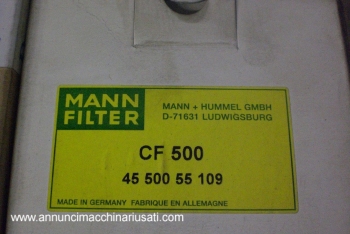 MANN
FILTER
MANN + HUMMEL GMBH
D-71631 LUDWIGSBURG
CF 500
45 500 55 109
MADE IN GERMANY FABRIQUE EN ALLEMAGNE
www.annuncimacchinariusati.com